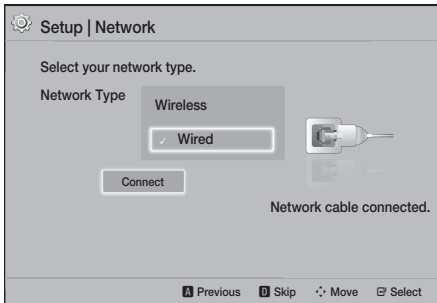 Setup | Network
Select your network type.
Network Type
Wireless
Wired
Connect
Network cable connected.
A Previous D Skip Move Select